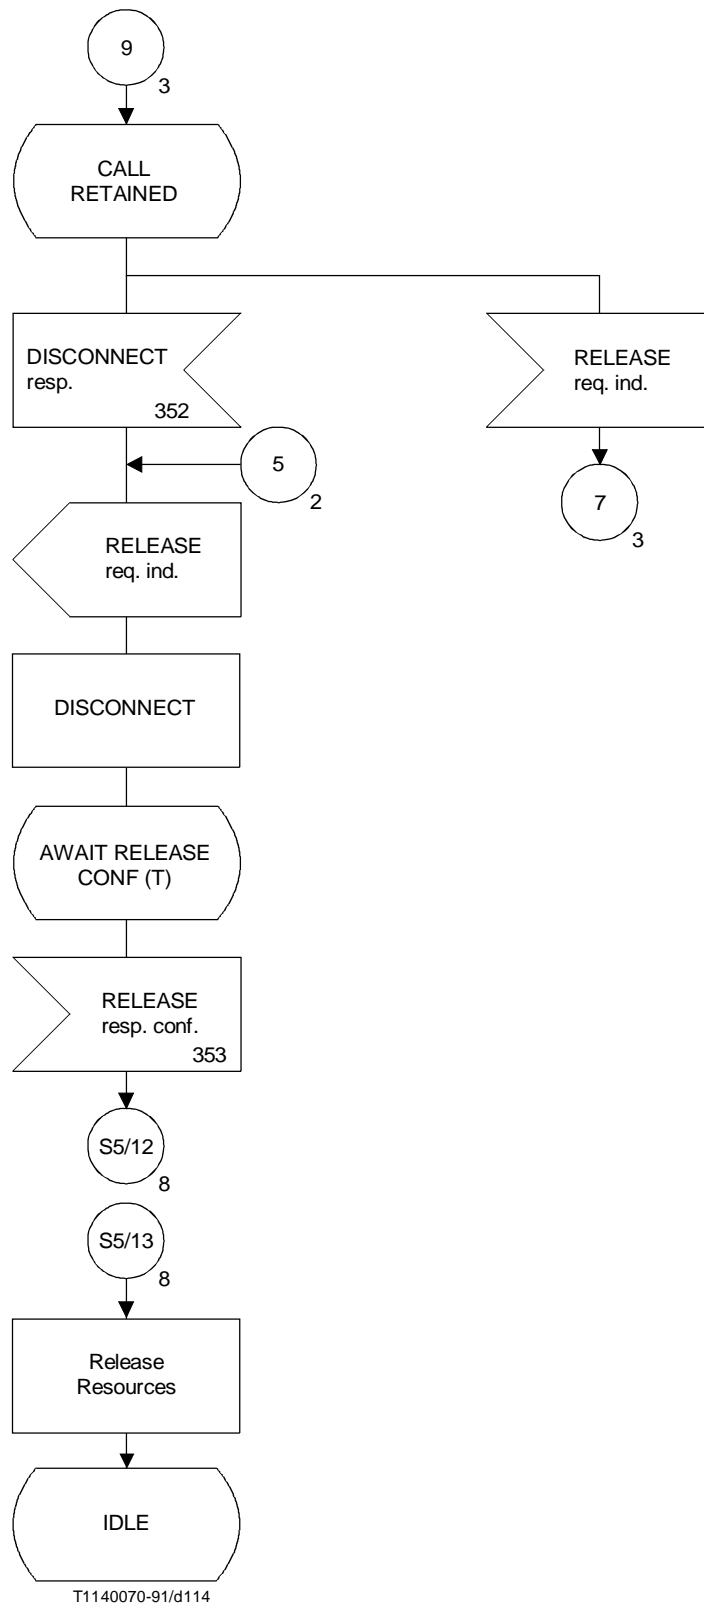 9
3
CALL
RETAINED
DISCONNECT
resp.
352
RELEASE
req. ind.
5
2
7
3
RELEASE
req. ind.
DISCONNECT
AWAIT RELEASE
CONF (T)
RELEASE
resp. conf.
353
S5/12
8
S5/13
8
Release
Resources
IDLE
T1140070-91/d114